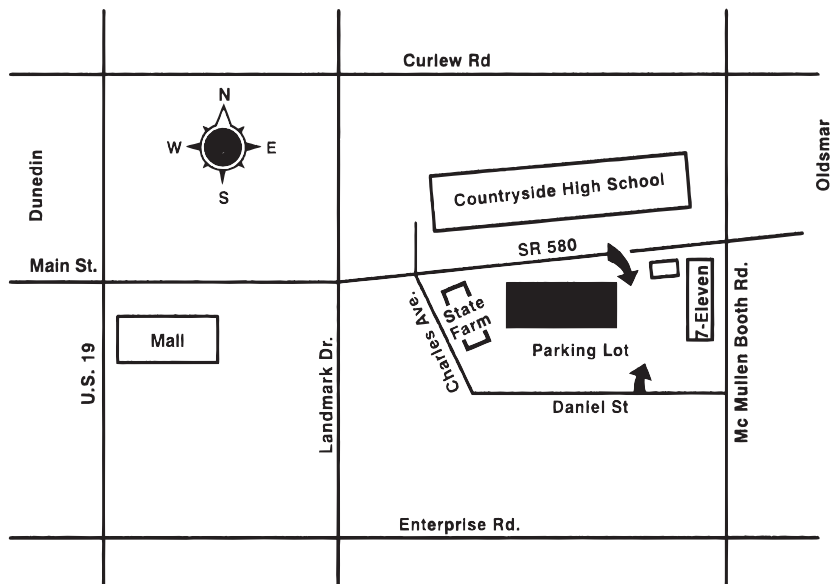 Curlew Rd
N
W
E
S
Dunedin
Oldsmar
Countryside High School
SR 580
Main St.
Mall
U.S. 19
Landmark Dr.
Charles Ave.
State
Farm
7-Eleven
Mc Mullen Booth Rd.
Parking Lot
Daniel St
Enterprise Rd.